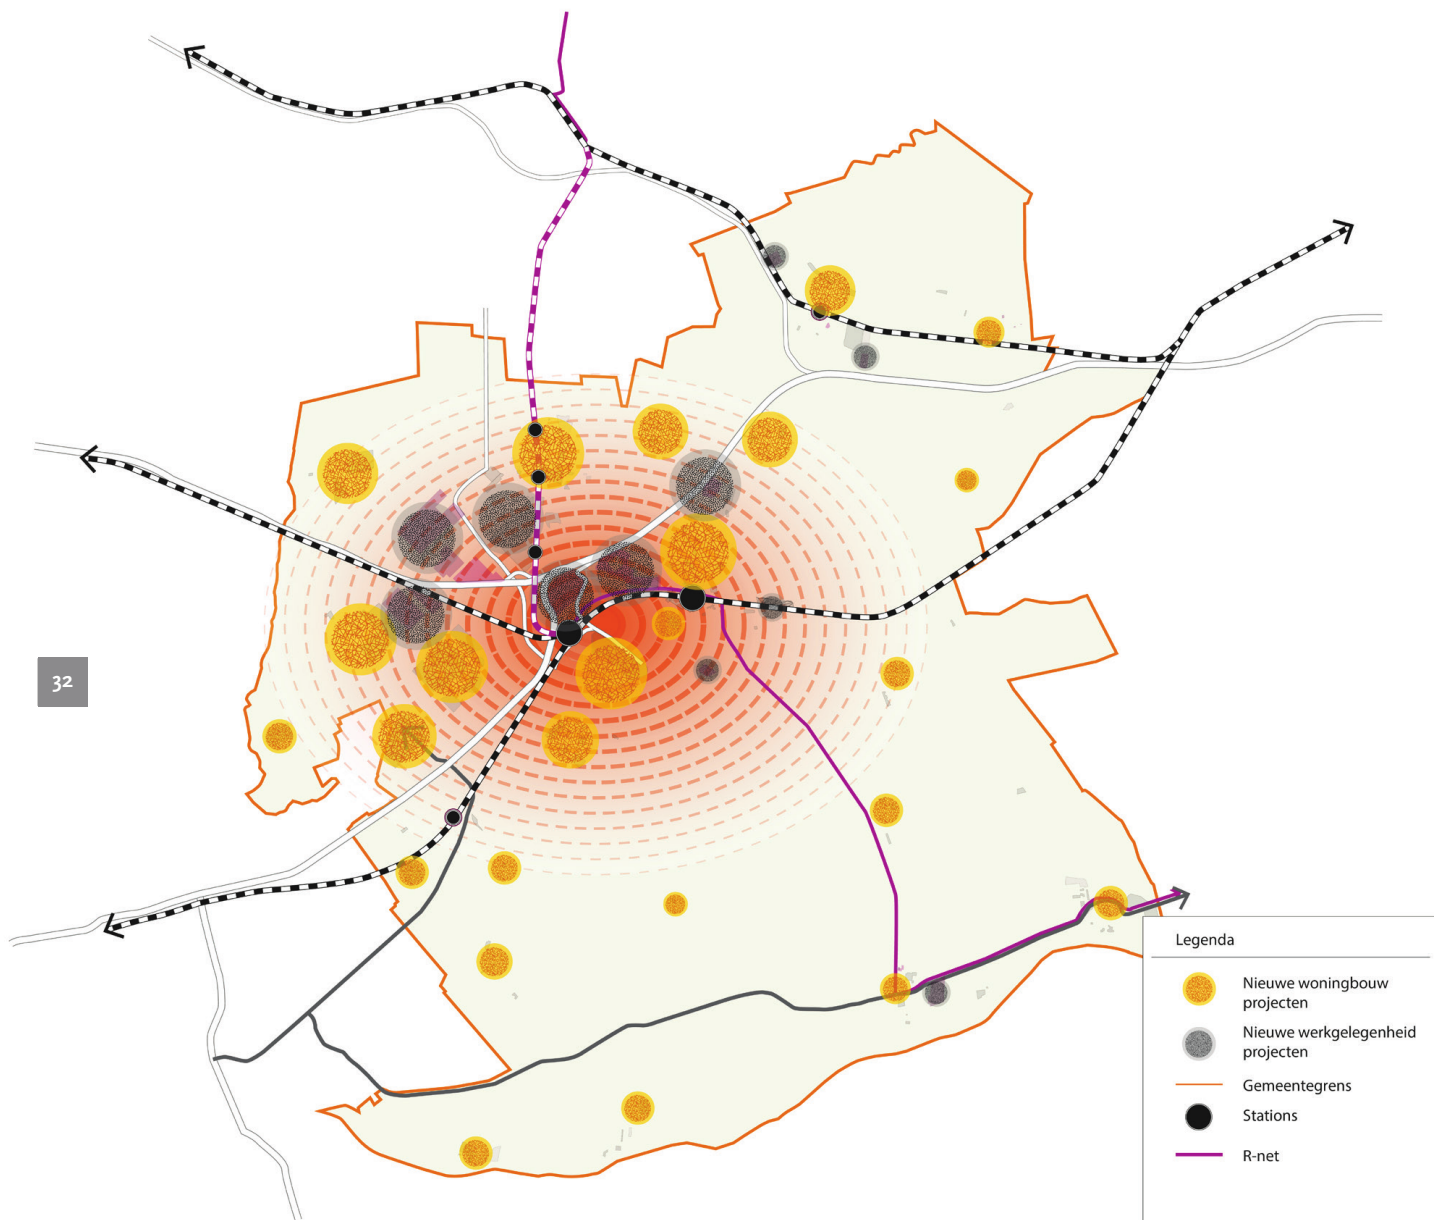 32
Legenda
Nieuwe woningbouw
projecten
Nieuwe werkgelegenheid
projecten
Gemeentegrens
Stations
R-net